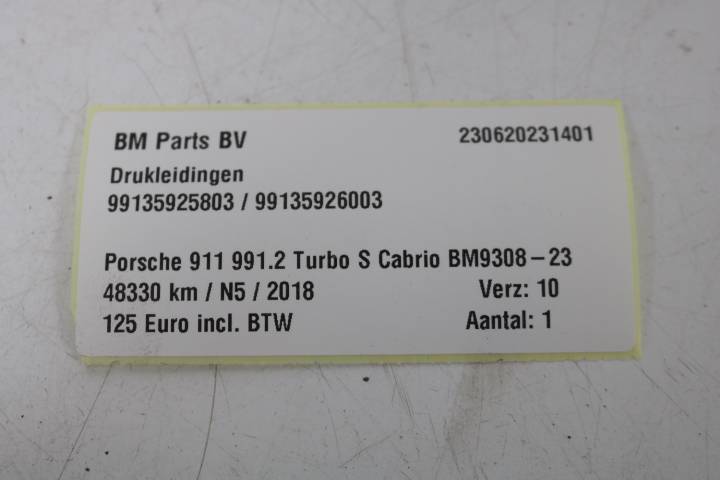 BM Parts BV 230620231401
Drukleidingen
99135925803 / 99135926003
Porsche 911 991.2 Turbo S Cabrio BM9308-23
48330 km / N5 / 2018 Verz: 10
125 Euro incl. BTW Aantal: 1